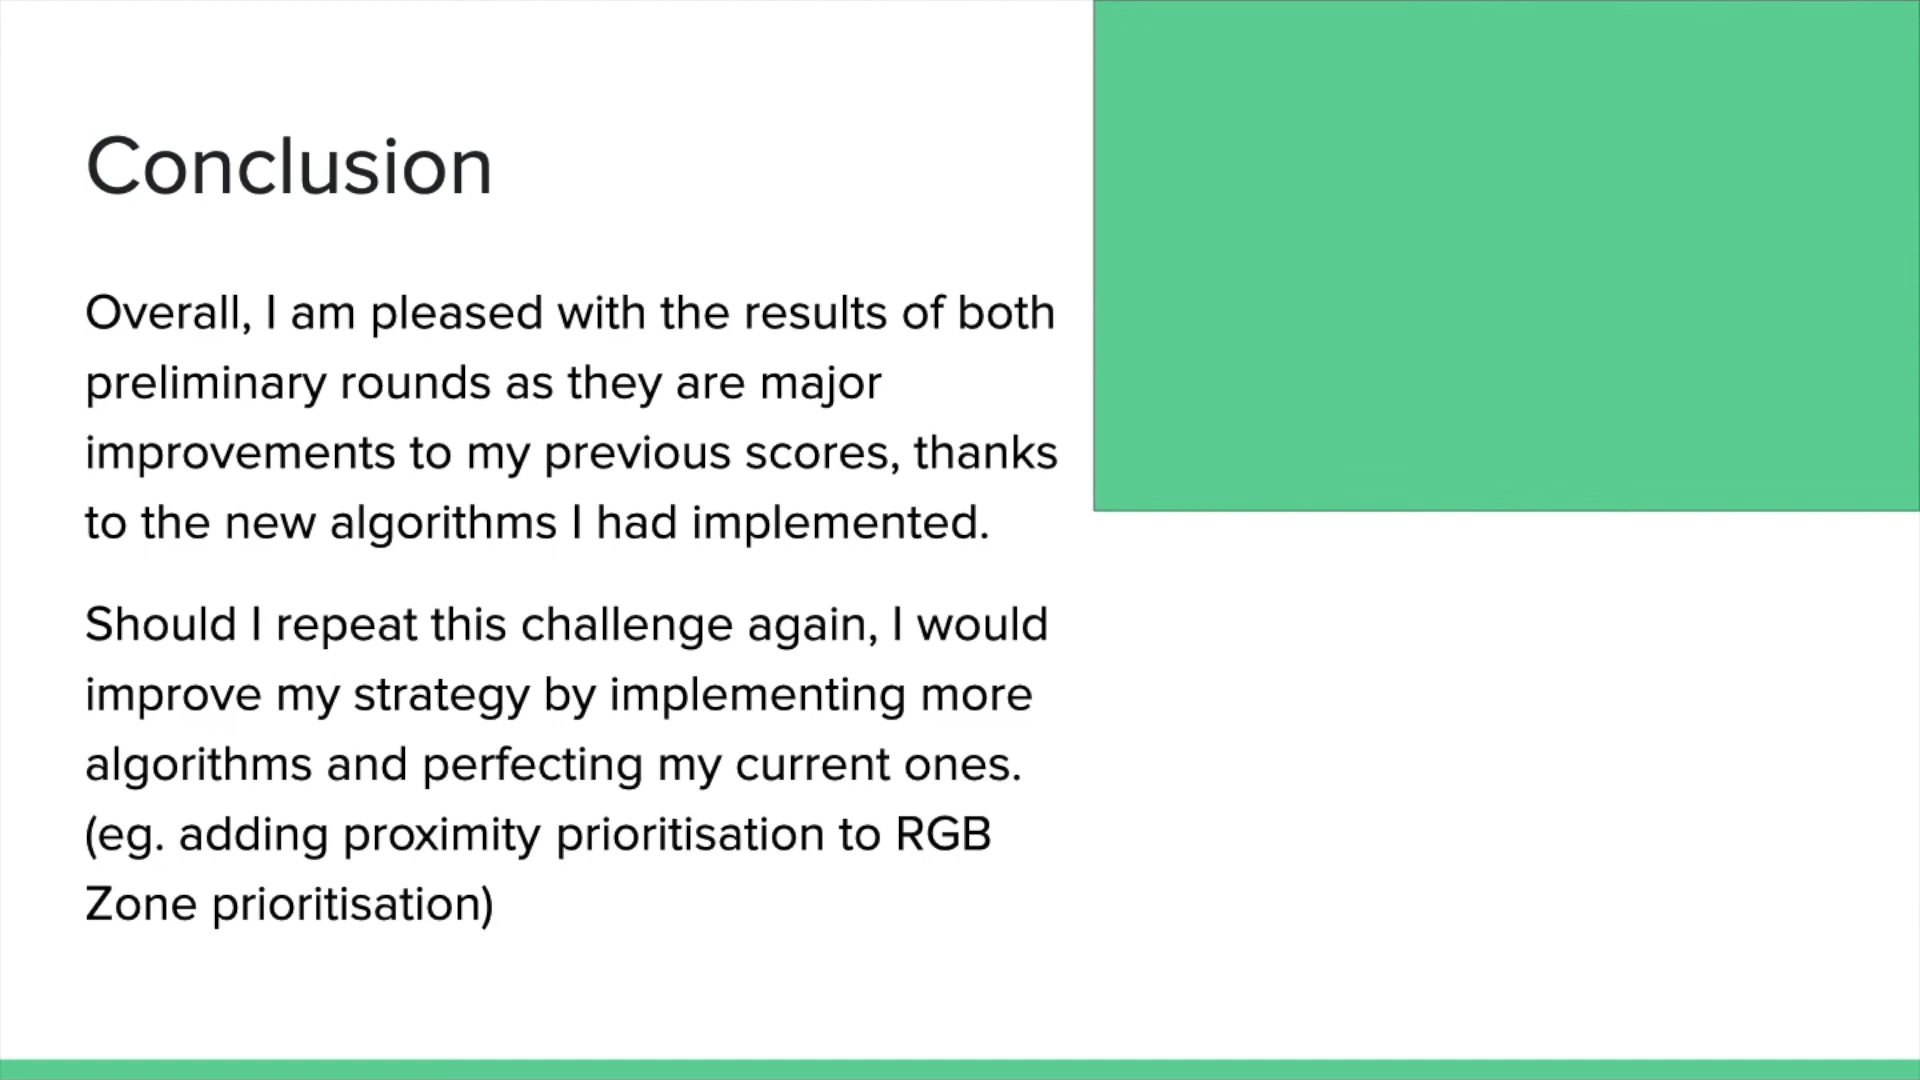 Conclusion
Overall, I am pleased with the results of both
preliminary rounds as they are major
improvements to my previous scores, thanks
to the new algorithms I had implemented.
Should I repeat this challenge again, I would
improve my strategy by implementing more
algorithms and perfecting my current ones.
(eg. adding proximity prioritisation to RGB
Zone prioritisation)